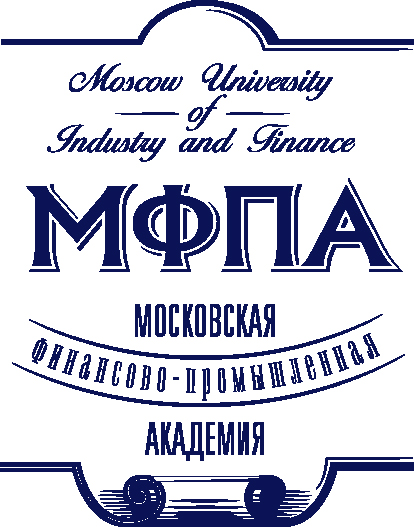 Moscow University
of
Industry and Finance
МФПА
МОСКОВСКАЯ
финансово-промышленная
АКАДЕМИЯ